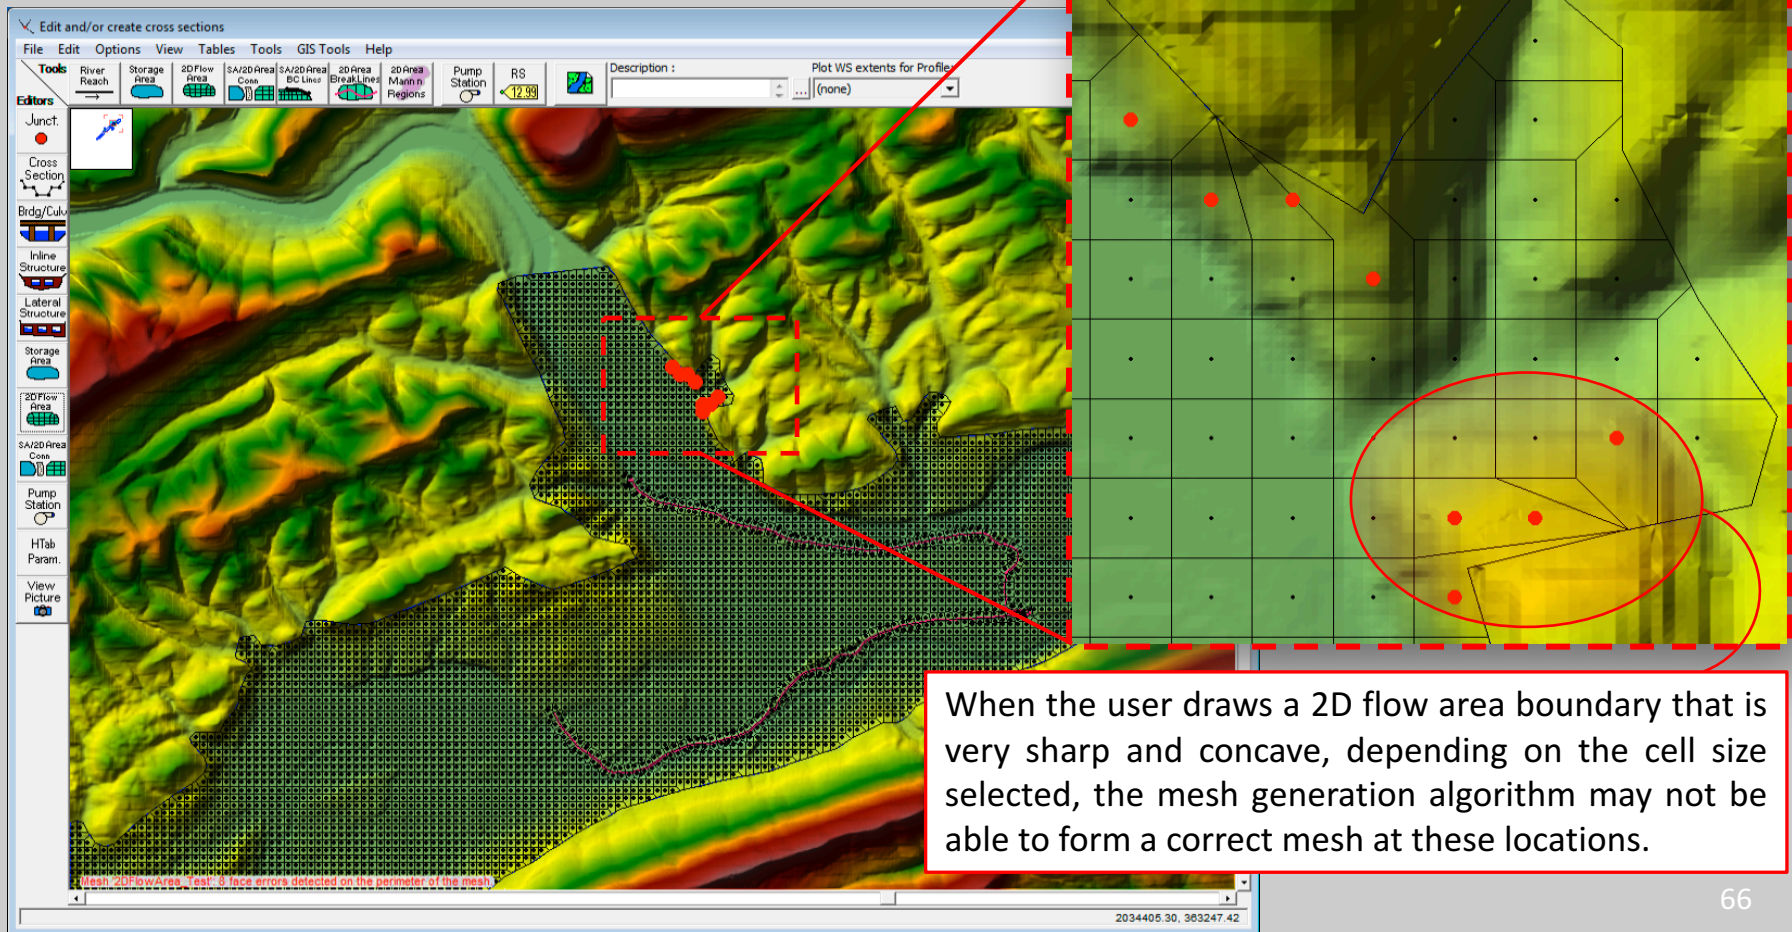 Edit and/or create cross sections
File Edit Options View Tables Tools GIS Tools Help
Tools
Editors
River
Reach
Storage
Area
2D Flow
Area
SA/2D Area
Conn
SA/2D Area
BC Lines
2D Area
BreakLines
2D Area
Mann n
Regions
Pump
Station
RS
12.99
Description :
...
Plot WS extents for Profile:
(none)
Junct.
Cross
Section
Brdg/Culv
Inline
Structure
Lateral
Structure
Storage
Area
2D Flow
Area
SA/2D Area
Conn
Pump
Station
HTab
Param.
View
Picture
Mesh '2DFlowArea_Test': 6 face errors detected on the perimeter of the mesh.
2034405.30, 363247.42
When the user draws a 2D flow area boundary that is
very sharp and concave, depending on the cell size
selected, the mesh generation algorithm may not be
able to form a correct mesh at these locations.
66